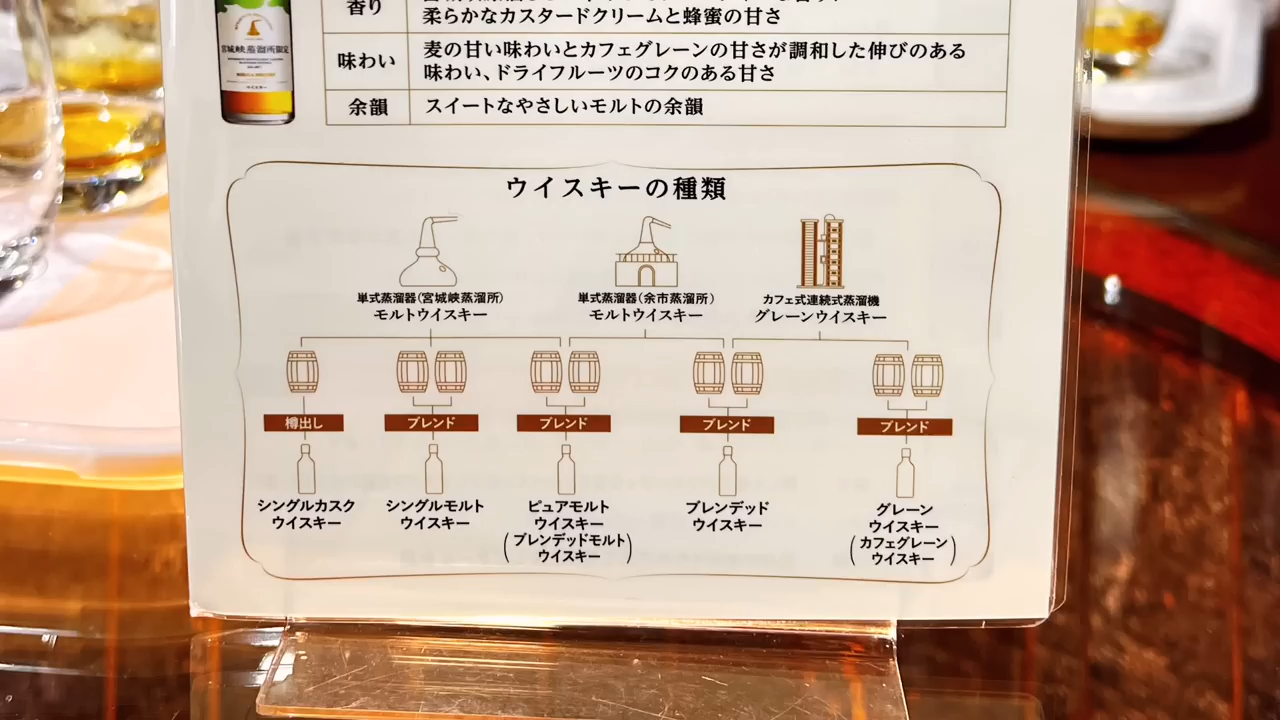 香り
柔らかなカスタードクリームと蜂蜜の甘さ
宮城峡蒸溜所限定
味わい
麦の甘い味わいとカフェグレーンの甘さが調和した伸びのある
味わい、ドライフルーツのコクのある甘さ
余韻
スイートなやさしいモルトの余韻
ウイスキーの種類
単式蒸溜器(宮城峡蒸溜所)
モルトウイスキー
単式蒸溜器(余市蒸溜所)
モルトウイスキー
カフェ式連続式蒸溜機
グレーンウイスキー
樽出し
ブレンド
ブレンド
ブレンド
ブレンド
シングルカスク
ウイスキー
シングルモルト
ウイスキー
ピュアモルト
ウイスキー
(ブレンデッドモルト
ウイスキー)
ブレンデッド
ウイスキー
グレーン
ウイスキー
(カフェグレーン
ウイスキー)